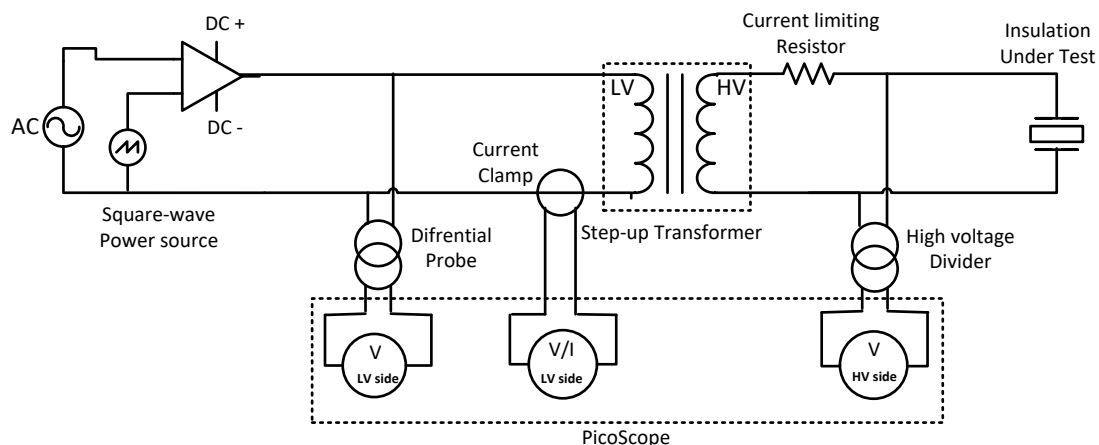 DC +
AC
DC -
Square-wave
Power source
Difrential
Probe
Current
Clamp
LV
HV
Step-up Transformer
Current limiting
Resistor
Insulation
Under Test
High voltage
Divider
V
LV side
V/I
LV side
V
HV side
PicoScope